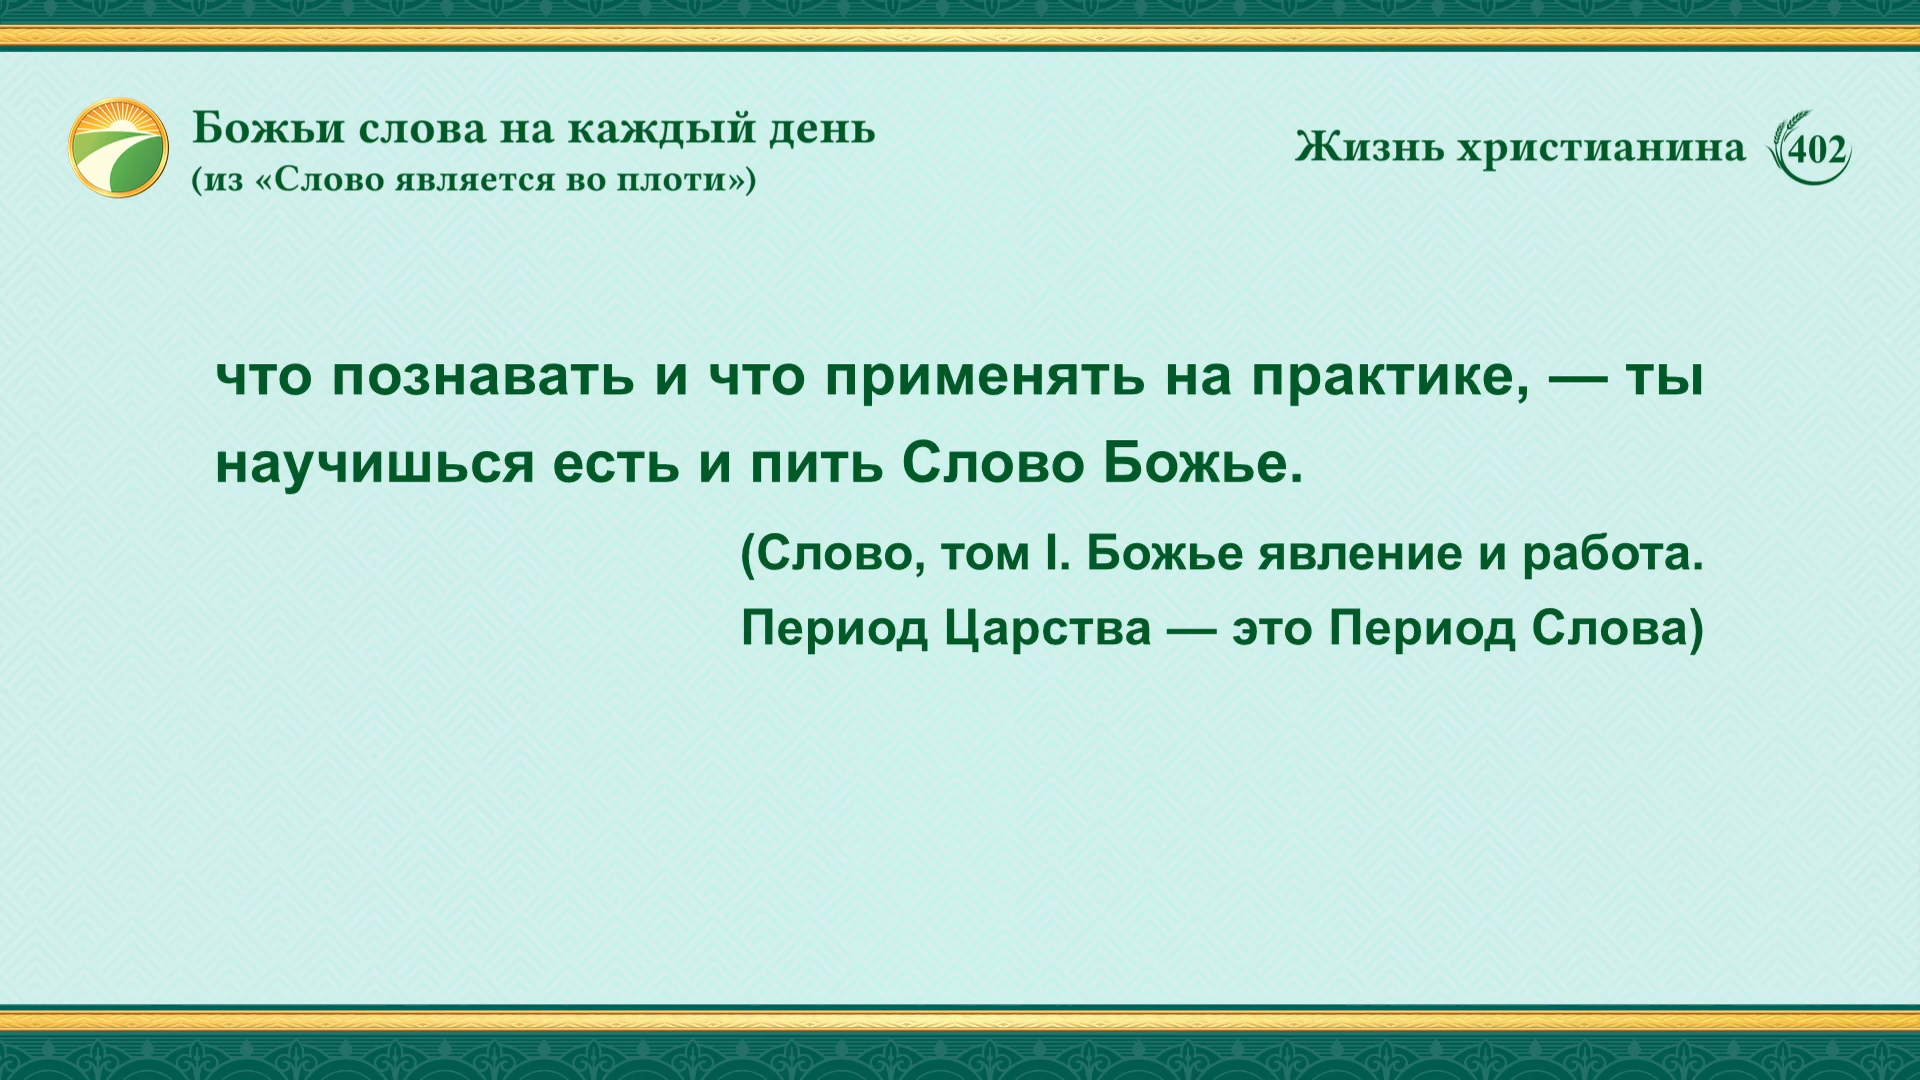 Божьи слова на каждый день
(из «Слово является во плоти»)
Жизнь христианина 402
что познавать и что применять на практике, — ты
научишься есть и пить Слово Божье.
(Слово, том I. Божье явление и работа.
Период Царства — это Период Слова)